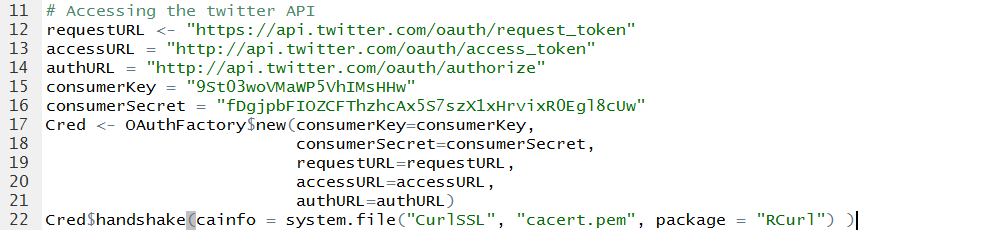 11 # Accessing the twitter API
12 requestURL <- "https://api.twitter.com/oauth/request_token"
13 accessURL = "http://api.twitter.com/oauth/access_token"
14 authURL = "http://api.twitter.com/oauth/authorize"
15 consumerKey = "9St03woVMaWP5VhIMsHHw"
16 consumerSecret = "fDgjpbFIOZCFThzhcAx5S7szX1xHrvixR0Egl8cUw"
17 Cred <- OAuthFactory$new(consumerKey=consumerKey,
18 consumerSecret=consumerSecret,
19 requestURL=requestURL,
20 accessURL=accessURL,
21 authURL=authURL)
22 Cred$handshake(cainfo = system.file("CurlSSL", "cacert.pem", package = "RCurl") )